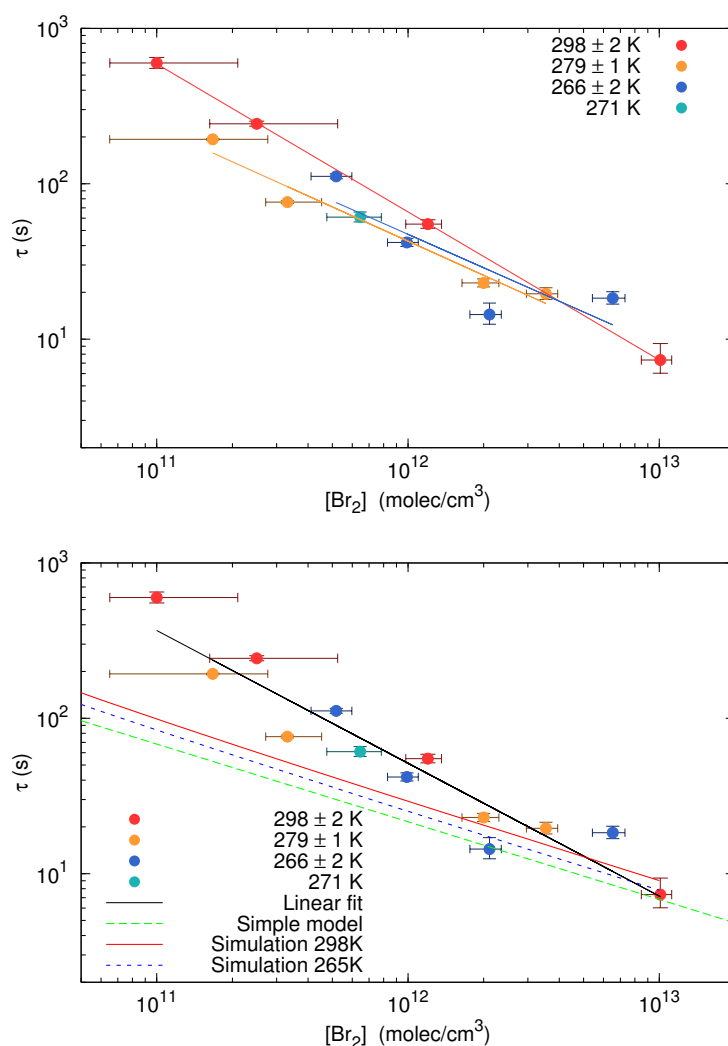 10³
10²
10¹
τ (s)
298 ± 2 K
279 ± 1 K
266 ± 2 K
271 K
10¹¹ 10¹² 10¹³
[Br₂] (molec/cm³)
10³
10²
10¹
τ (s)
298 ± 2 K
279 ± 1 K
266 ± 2 K
271 K
Linear fit
Simple model
Simulation 298K
Simulation 265K
10¹¹ 10¹² 10¹³
[Br₂] (molec/cm³)